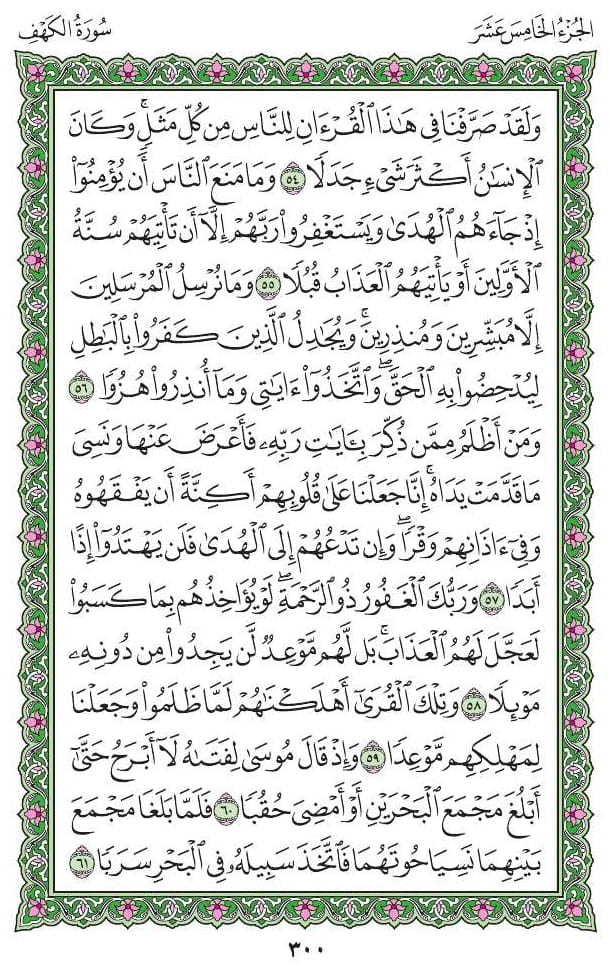 الجُزْءُ الخَامِسَ عَشَرَ
سُورَةُ الكَهْفِ
وَلَقَدْ صَرَّفْنَا فِي هَٰذَا ٱلْقُرْءَانِ لِلنَّاسِ مِن كُلِّ مَثَلٍۚ وَكَانَ
ٱلْإِنسَٰنُ أَكْثَرَ شَيْءٍ جَدَلًا ٥٤ وَمَا مَنَعَ ٱلنَّاسَ أَن يُؤْمِنُوٓا۟
إِذْ جَآءَهُمُ ٱلْهُدَىٰ وَيَسْتَغْفِرُوا۟ رَبَّهُمْ إِلَّآ أَن تَأْتِيَهُمْ سُنَّةُ
ٱلْأَوَّلِينَ أَوْ يَأْتِيَهُمُ ٱلْعَذَابُ قُبُلًا ٥٥ وَمَا نُرْسِلُ ٱلْمُرْسَلِينَ
إِلَّا مُبَشِّرِينَ وَمُنذِرِينَۚ وَيُجَٰدِلُ ٱلَّذِينَ كَفَرُوا۟ بِٱلْبَٰطِلِ
لِيُدْحِضُوا۟ بِهِ ٱلْحَقَّۖ وَٱتَّخَذُوٓا۟ ءَايَٰتِي وَمَآ أُنذِرُوا۟ هُزُوًا ٥٦
وَمَنْ أَظْلَمُ مِمَّن ذُكِّرَ بِـَٔايَٰتِ رَبِّهِۦ فَأَعْرَضَ عَنْهَا وَنَسِيَ
مَا قَدَّمَتْ يَدَاهُۚ إِنَّا جَعَلْنَا عَلَىٰ قُلُوبِهِمْ أَكِنَّةً أَن يَفْقَهُوهُ
وَفِيٓ ءَاذَانِهِمْ وَقْرًاۖ وَإِن تَدْعُهُمْ إِلَى ٱلْهُدَىٰ فَلَن يَهْتَدُوٓا۟ إِذًا
أَبَدًا ٥٧ وَرَبُّكَ ٱلْغَفُورُ ذُو ٱلرَّحْمَةِۖ لَوْ يُؤَاخِذُهُم بِمَا كَسَبُوا۟
لَعَجَّلَ لَهُمُ ٱلْعَذَابَۚ بَل لَّهُم مَّوْعِدٌ لَّن يَجِدُوا۟ مِن دُونِهِۦ
مَوْئِلًا ٥٨ وَتِلْكَ ٱلْقُرَىٰٓ أَهْلَكْنَٰهُمْ لَمَّا ظَلَمُوا۟ وَجَعَلْنَا
لِمَهْلِكِهِم مَّوْعِدًا ٥٩ وَإِذْ قَالَ مُوسَىٰ لِفَتَىٰهُ لَآ أَبْرَحُ حَتَّىٰٓ
أَبْلُغَ مَجْمَعَ ٱلْبَحْرَيْنِ أَوْ أَمْضِيَ حُقُبًا ٦٠ فَلَمَّا بَلَغَا مَجْمَعَ
بَيْنِهِمَا نَسِيَا حُوتَهُمَا فَٱتَّخَذَ سَبِيلَهُۥ فِي ٱلْبَحْرِ سَرَبًا ٦١
٣٠٠